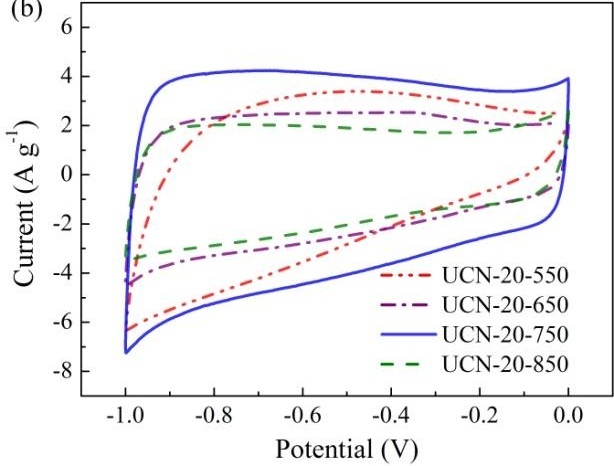 (b)
Current (A g⁻¹)
6
4
2
0
-2
-4
-6
-8
UCN-20-550
UCN-20-650
UCN-20-750
UCN-20-850
-1.0 -0.8 -0.6 -0.4 -0.2 0.0
Potential (V)